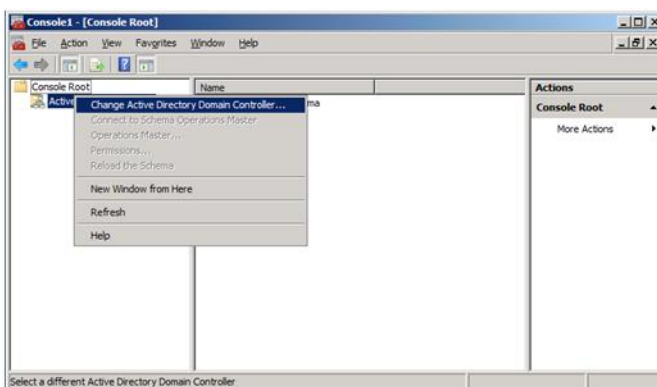 Console1 - [Console Root]
File Action View Favorites Window Help
Console Root
Name
Actions
Active
ma
Console Root
More Actions
Change Active Directory Domain Controller...
Connect to Schema Operations Master
Operations Master...
Permissions...
Reload the Schema
New Window from Here
Refresh
Help
Select a different Active Directory Domain Controller